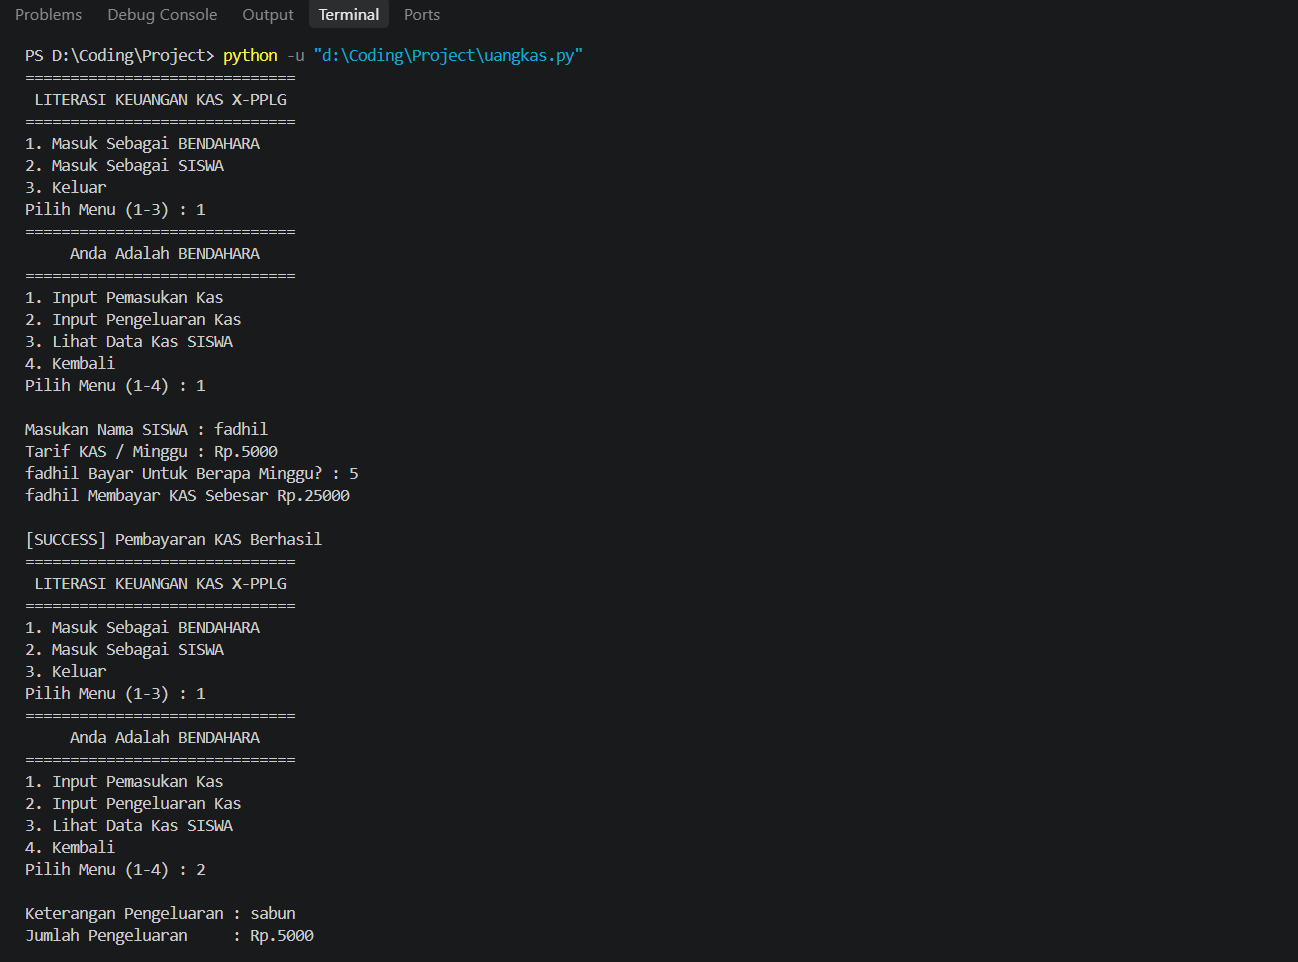 Problems Debug Console Output Terminal Ports
PS D:\Coding\Project> python -u "d:\Coding\Project\uangkas.py"
==============================
LITERASI KEUANGAN KAS X-PPLG
==============================
1. Masuk Sebagai BENDAHARA
2. Masuk Sebagai SISWA
3. Keluar
Pilih Menu (1-3) : 1
==============================
Anda Adalah BENDAHARA
==============================
1. Input Pemasukan Kas
2. Input Pengeluaran Kas
3. Lihat Data Kas SISWA
4. Kembali
Pilih Menu (1-4) : 1
Masukan Nama SISWA : fadhil
Tarif KAS / Minggu : Rp.5000
fadhil Bayar Untuk Berapa Minggu? : 5
fadhil Membayar KAS Sebesar Rp.25000
[SUCCESS] Pembayaran KAS Berhasil
==============================
LITERASI KEUANGAN KAS X-PPLG
==============================
1. Masuk Sebagai BENDAHARA
2. Masuk Sebagai SISWA
3. Keluar
Pilih Menu (1-3) : 1
==============================
Anda Adalah BENDAHARA
==============================
1. Input Pemasukan Kas
2. Input Pengeluaran Kas
3. Lihat Data Kas SISWA
4. Kembali
Pilih Menu (1-4) : 2
Keterangan Pengeluaran : sabun
Jumlah Pengeluaran     : Rp.5000